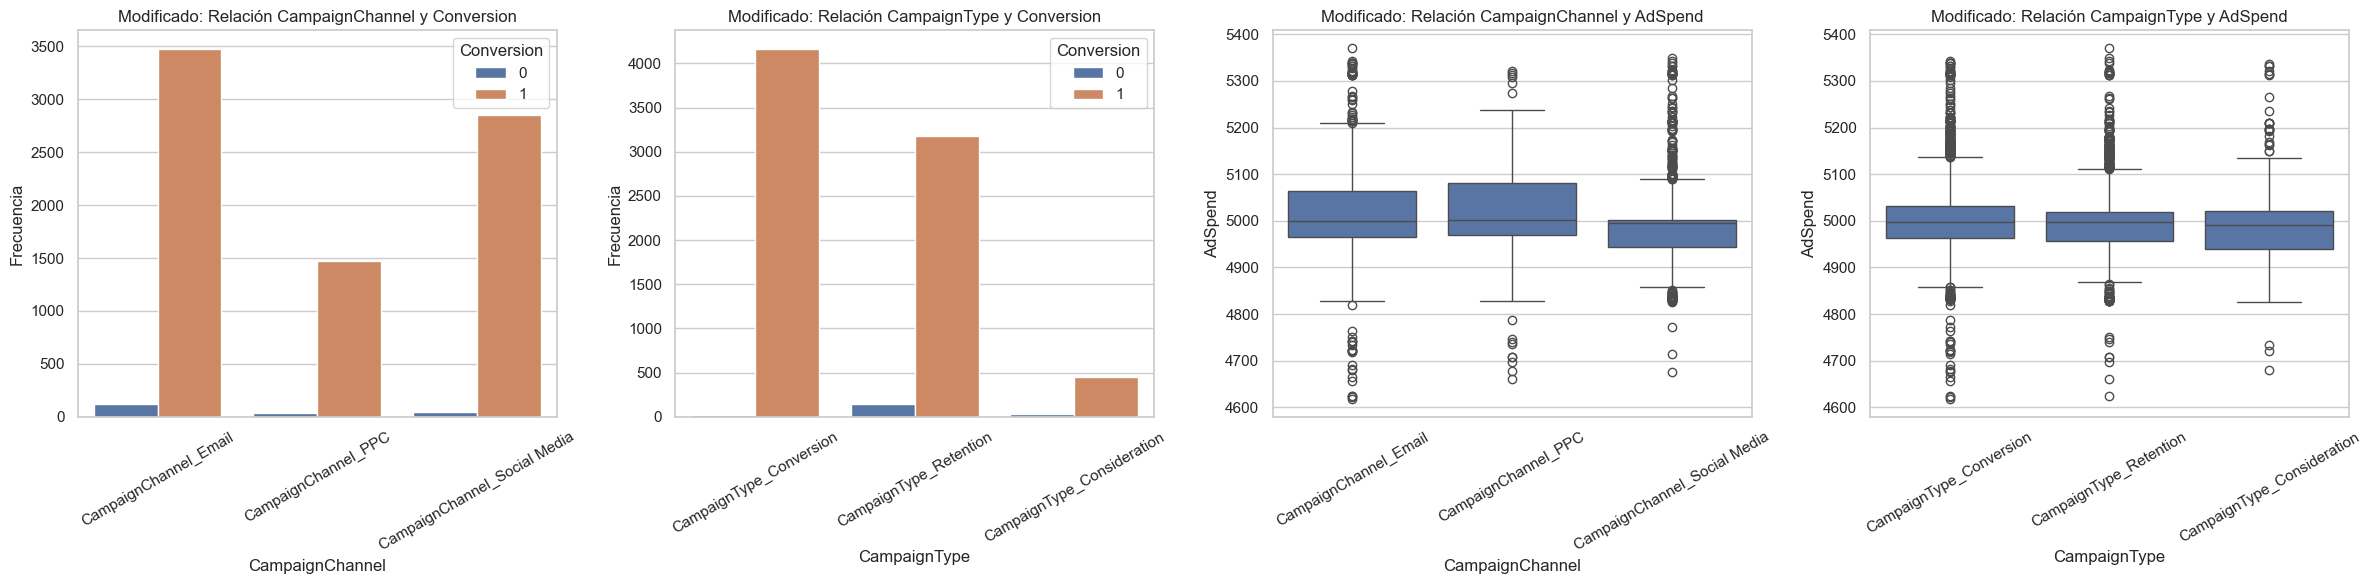 Modificado: Relación CampaignChannel y Conversion
Frecuencia
3500
3000
2500
2000
1500
1000
500
0
Conversion
0
1
CampaignChannel_Email
CampaignChannel_PPC
CampaignChannel_Social Media
CampaignChannel
Modificado: Relación CampaignType y Conversion
Frecuencia
4000
3500
3000
2500
2000
1500
1000
500
0
Conversion
0
1
CampaignType_Conversion
CampaignType_Retention
CampaignType_Consideration
CampaignType
Modificado: Relación CampaignChannel y AdSpend
AdSpend
5400
5300
5200
5100
5000
4900
4800
4700
4600
CampaignChannel_Email
CampaignChannel_PPC
CampaignChannel_Social Media
CampaignChannel
Modificado: Relación CampaignType y AdSpend
AdSpend
5400
5300
5200
5100
5000
4900
4800
4700
4600
CampaignType_Conversion
CampaignType_Retention
CampaignType_Consideration
CampaignType